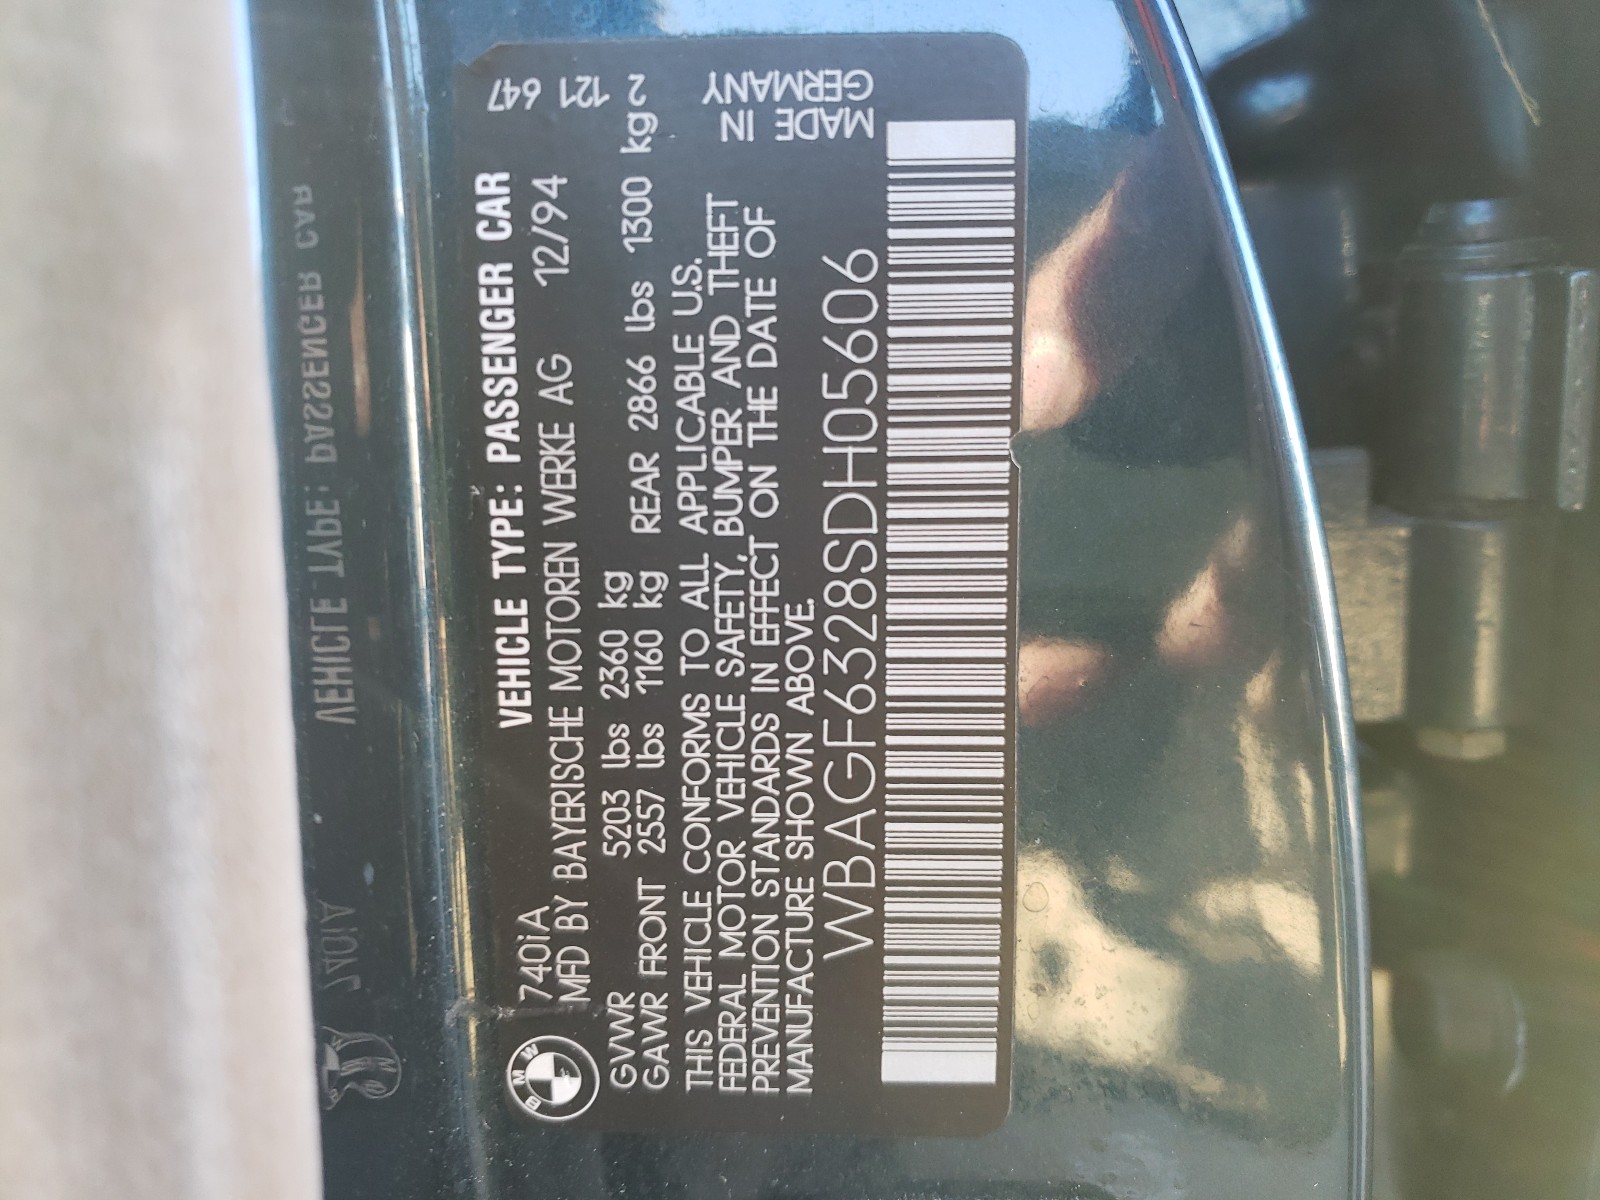 740iA VEHICLE TYPE: PASSENGER CAR
MFD BY BAYERISCHE MOTOREN WERKE AG 12/94
GVWR 5203 lbs 2360 kg
GAWR FRONT 2557 lbs 1160 kg REAR 2866 lbs 1300 kg
THIS VEHICLE CONFORMS TO ALL APPLICABLE U.S.
FEDERAL MOTOR VEHICLE SAFETY, BUMPER AND THEFT
PREVENTION STANDARDS IN EFFECT ON THE DATE OF
MANUFACTURE SHOWN ABOVE.
WBAGF6328SDH05606
BMW
2 121 647
MADE IN
GERMANY
740iA VEHICLE TYPE: PASSENGER CAR